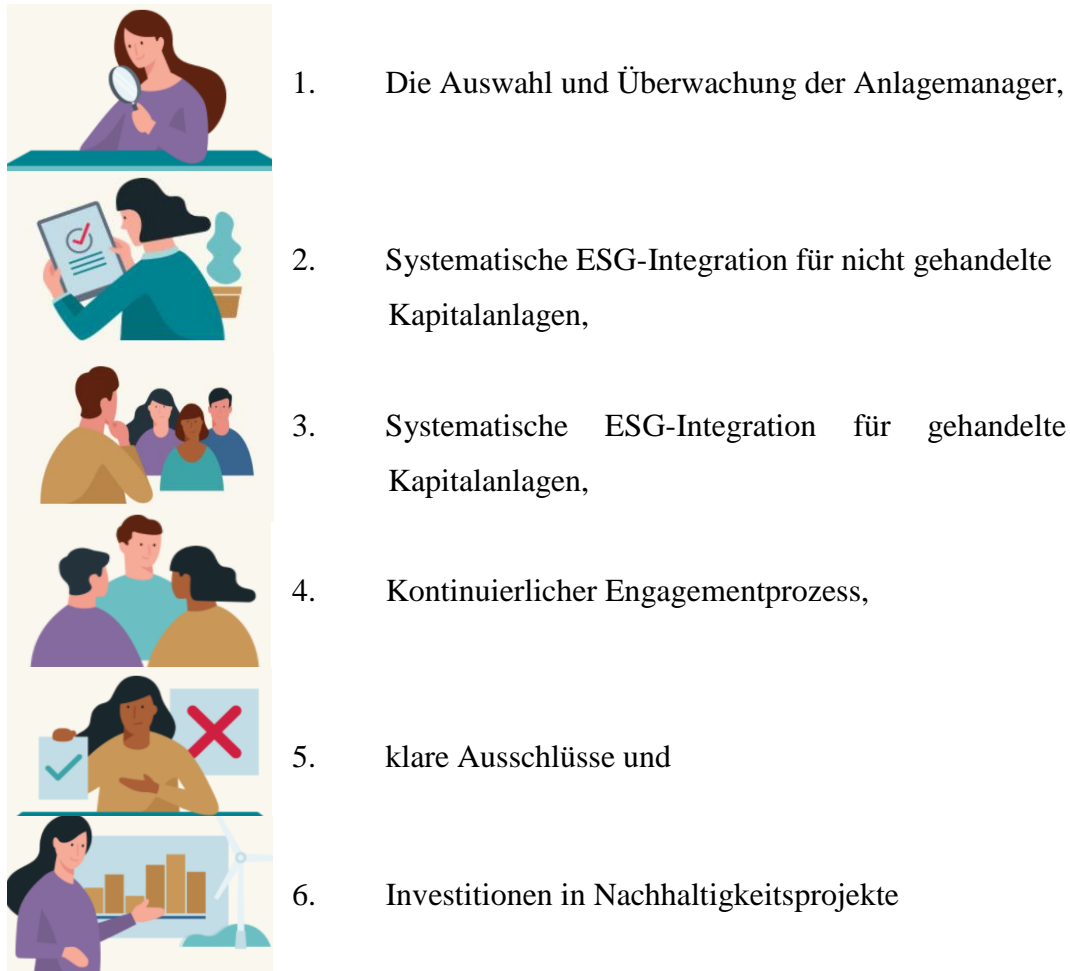 1. Die Auswahl und Überwachung der Anlagemanager,
2. Systematische ESG-Integration für nicht gehandelte
Kapitalanlagen,
3. Systematische ESG-Integration für gehandelte
Kapitalanlagen,
4. Kontinuierlicher Engagementprozess,
5. klare Ausschlüsse und
6. Investitionen in Nachhaltigkeitsprojekte